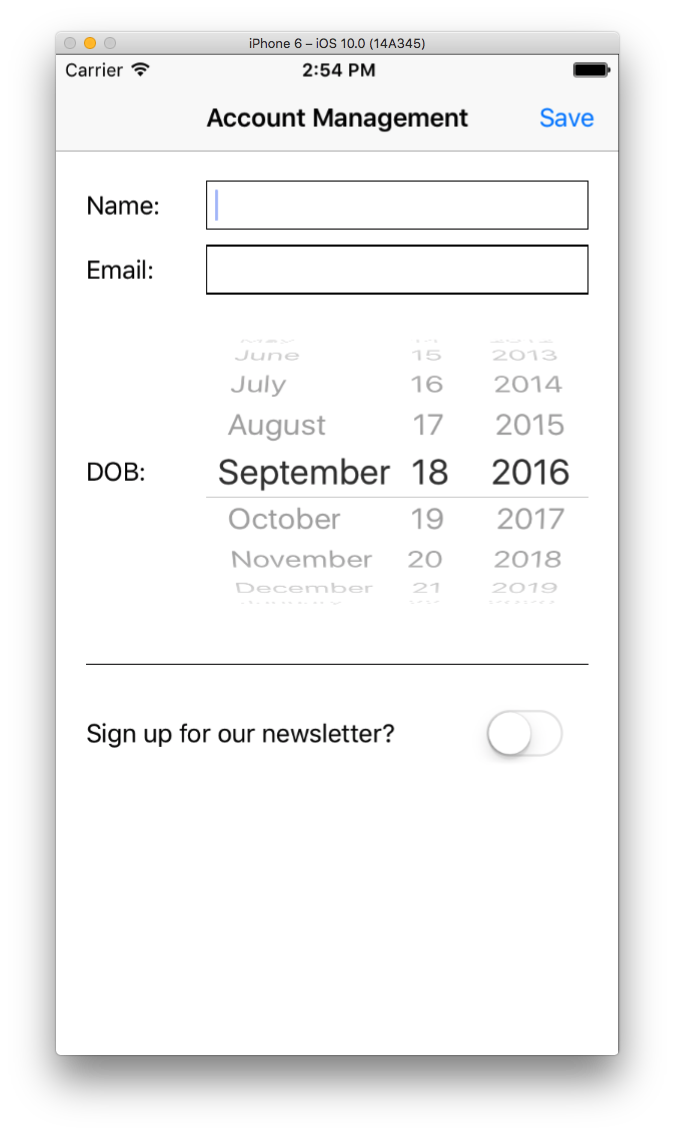 iPhone 6 – iOS 10.0 (14A345)
Carrier 2:54 PM
Account Management Save
Name:
Email:
June 15 2013
July 16 2014
August 17 2015
DOB: September 18 2016
October 19 2017
November 20 2018
December 21 2019
Sign up for our newsletter?